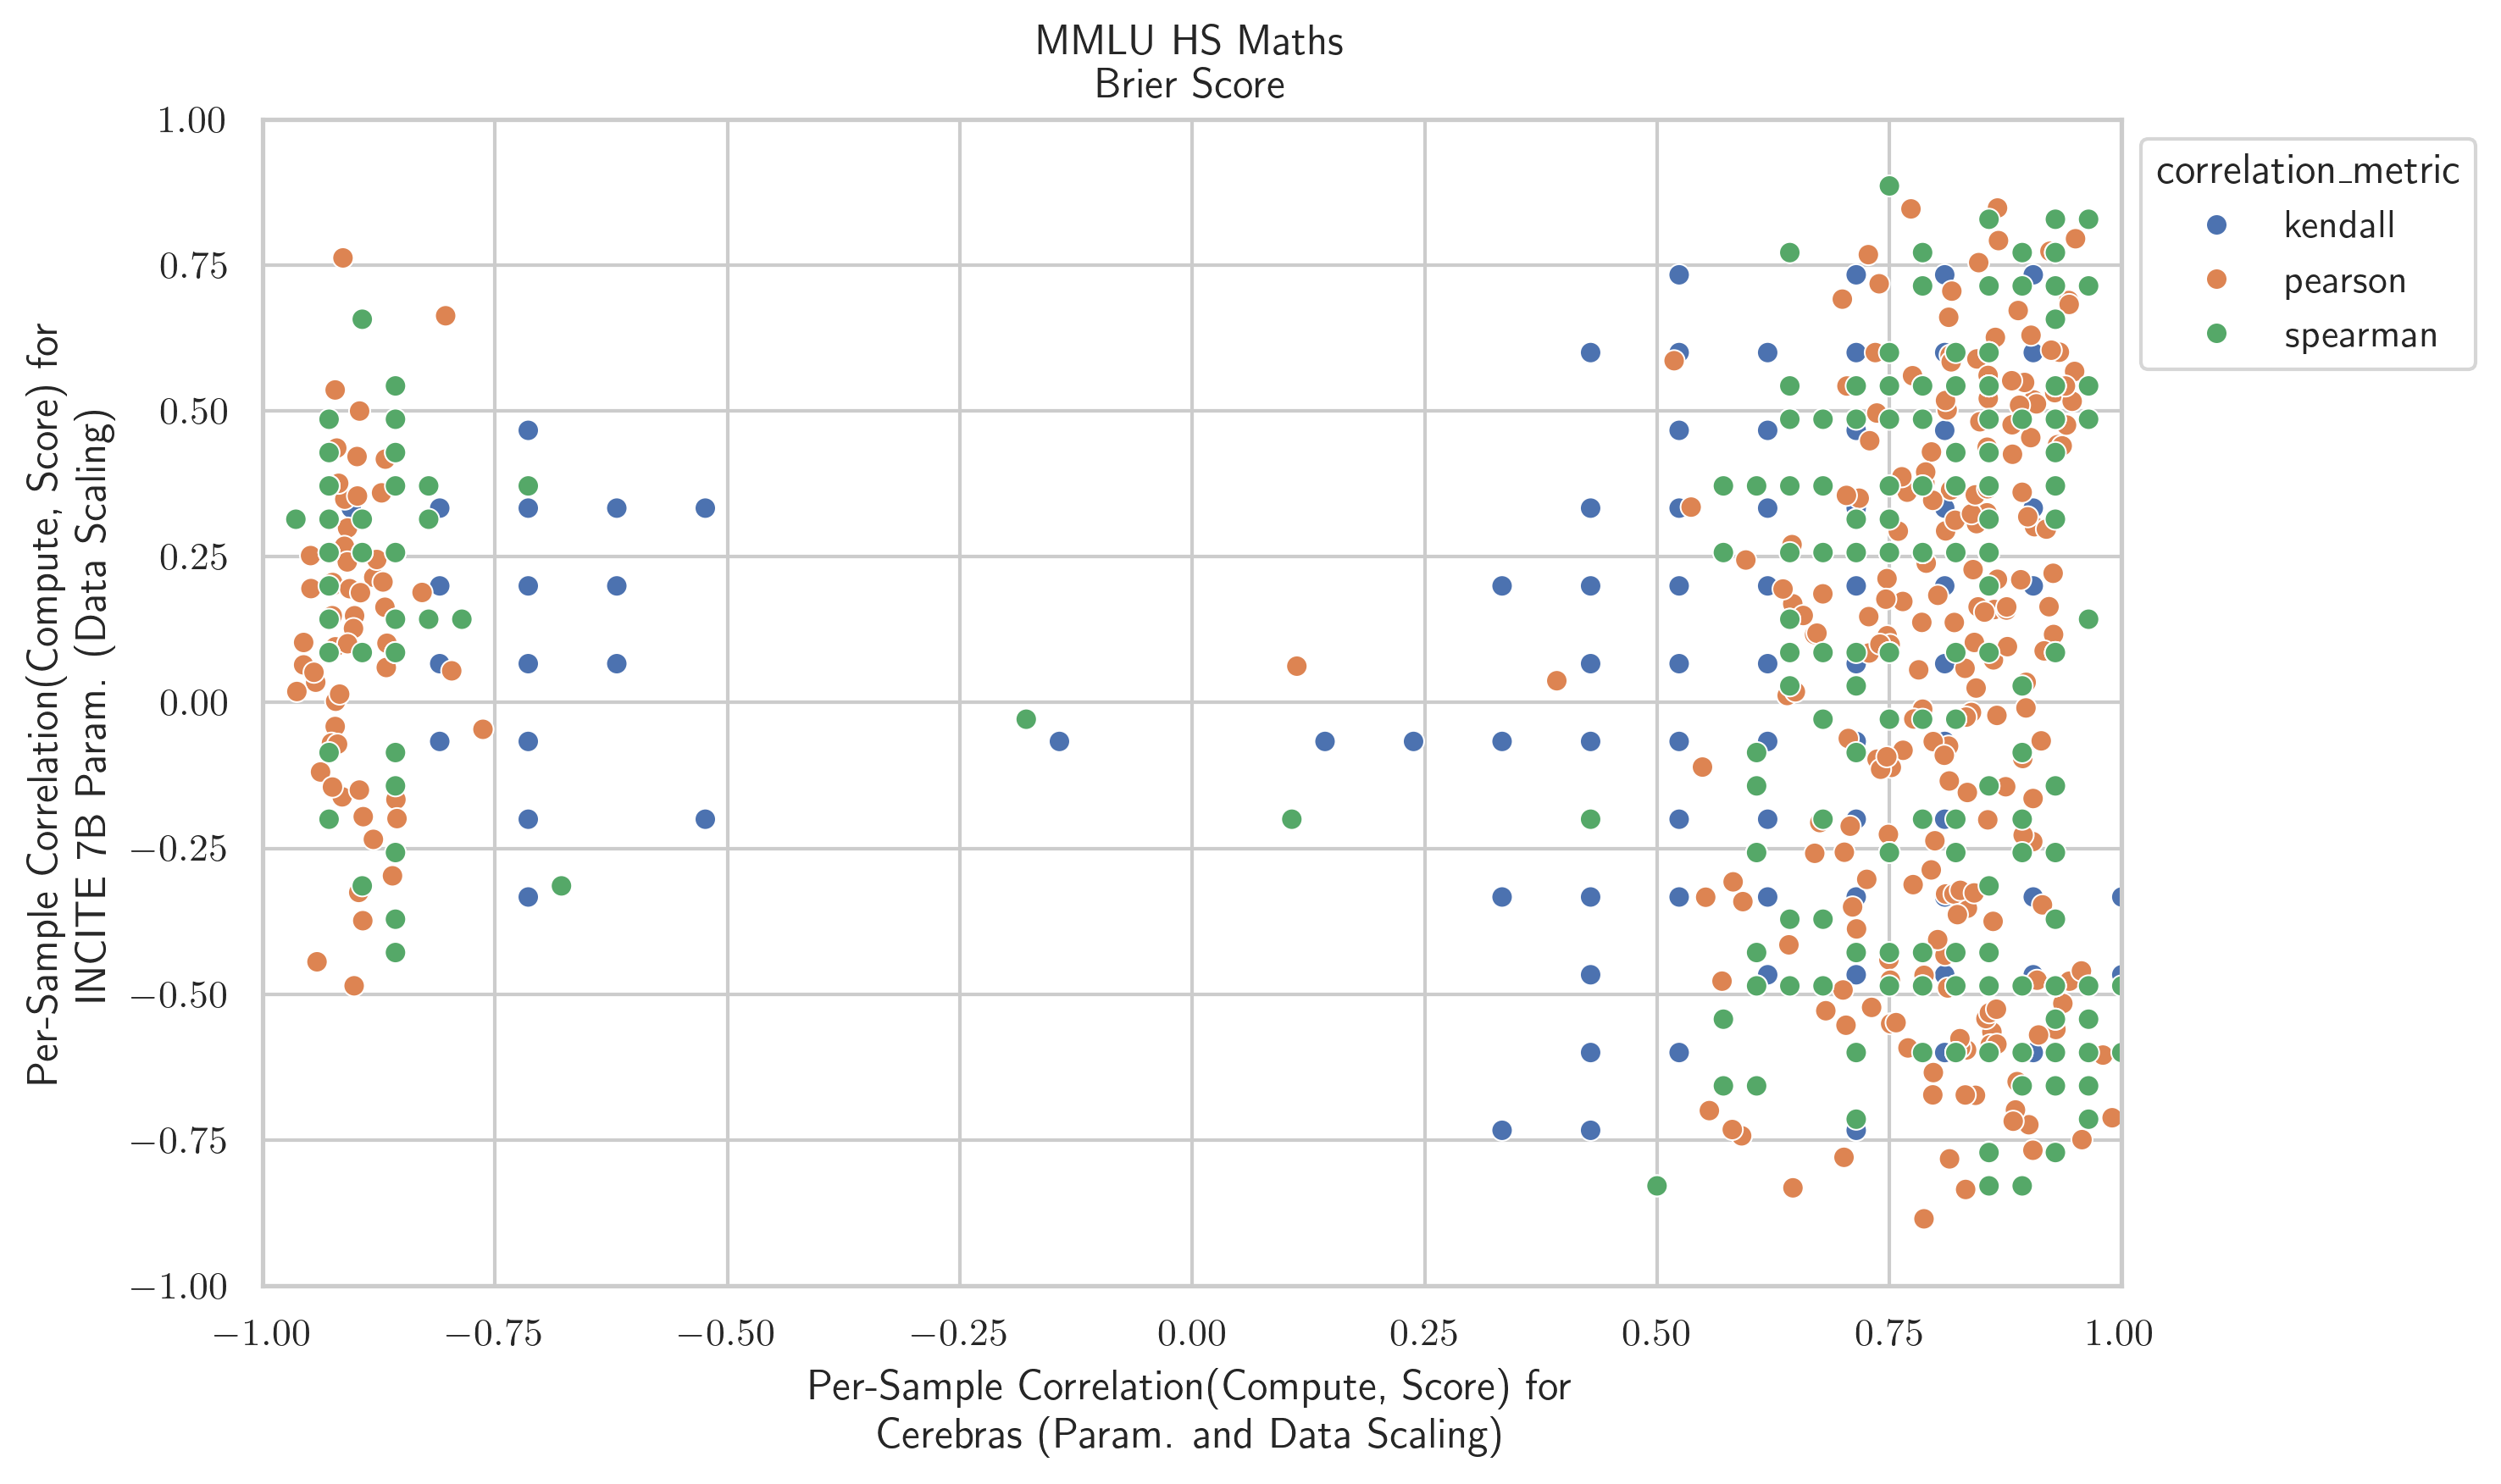 MMLU HS Maths
Brier Score
1.00
0.75
0.50
0.25
0.00
−0.25
−0.50
−0.75
−1.00
Per-Sample Correlation(Compute, Score) for
INCITE 7B Param. (Data Scaling)
−1.00 −0.75 −0.50 −0.25 0.00 0.25 0.50 0.75 1.00
Per-Sample Correlation(Compute, Score) for
Cerebras (Param. and Data Scaling)
correlation_metric
kendall
pearson
spearman